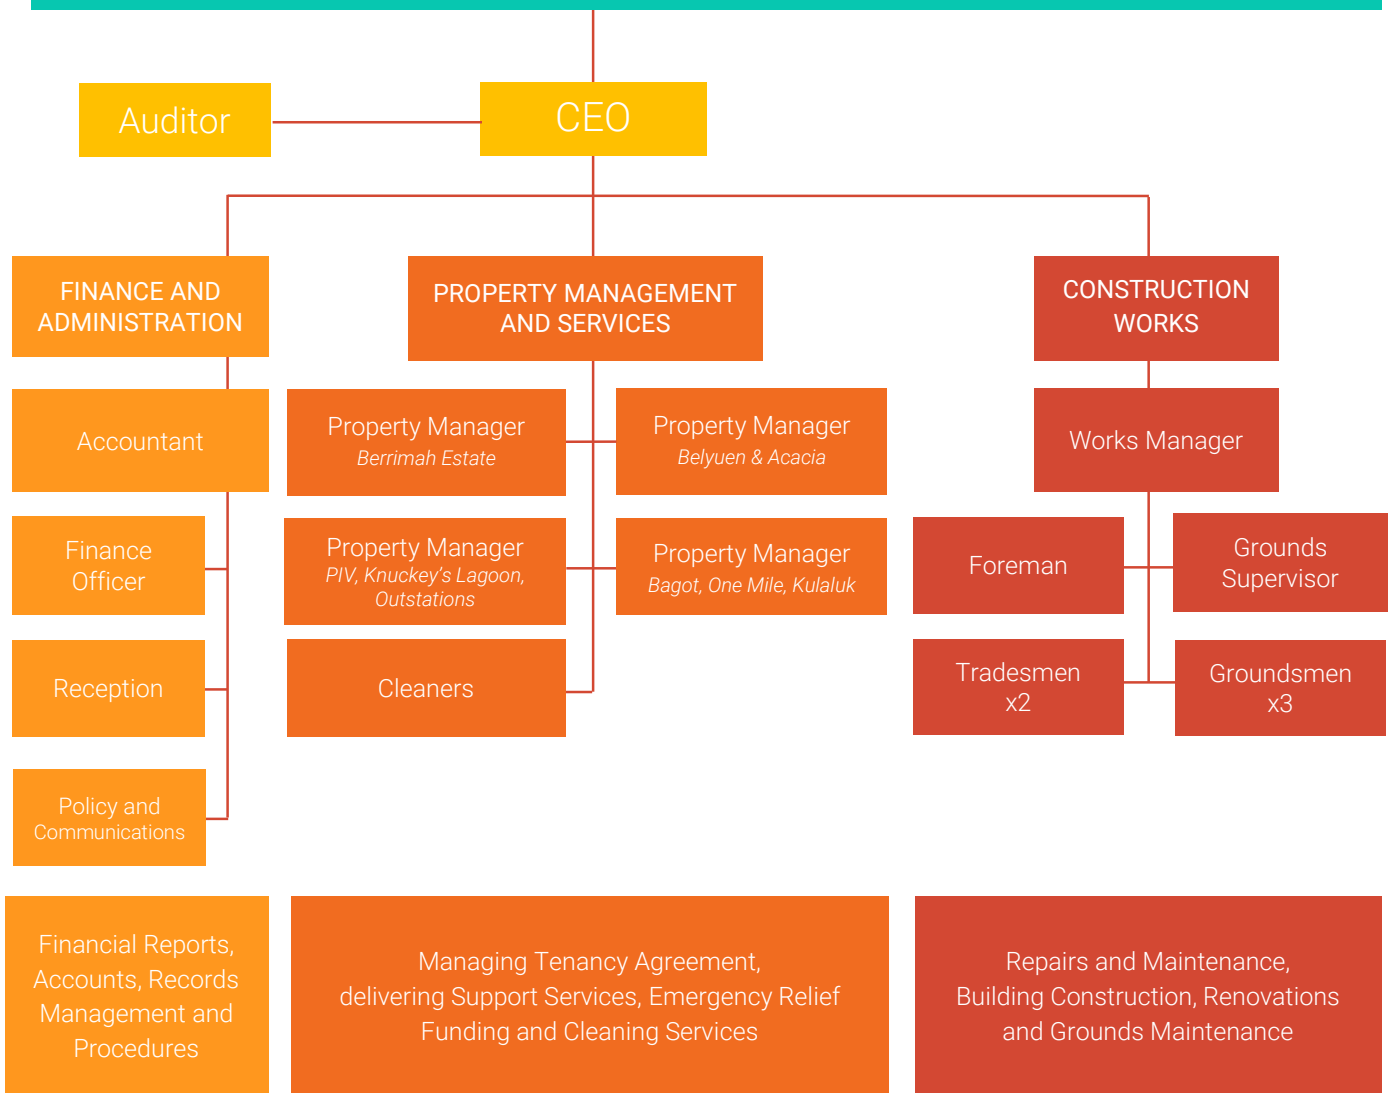 Auditor
CEO
FINANCE AND
ADMINISTRATION
PROPERTY MANAGEMENT
AND SERVICES
CONSTRUCTION
WORKS
Accountant
Property Manager
Berrimah Estate
Property Manager
Belyuen & Acacia
Works Manager
Finance
Officer
Property Manager
PIV, Knuckey's Lagoon,
Outstations
Property Manager
Bagot, One Mile, Kulaluk
Foreman
Grounds
Supervisor
Reception
Cleaners
Tradesmen
x2
Groundsmen
x3
Policy and
Communications
Financial Reports,
Accounts, Records
Management and
Procedures
Managing Tenancy Agreement,
delivering Support Services, Emergency Relief
Funding and Cleaning Services
Repairs and Maintenance,
Building Construction, Renovations
and Grounds Maintenance